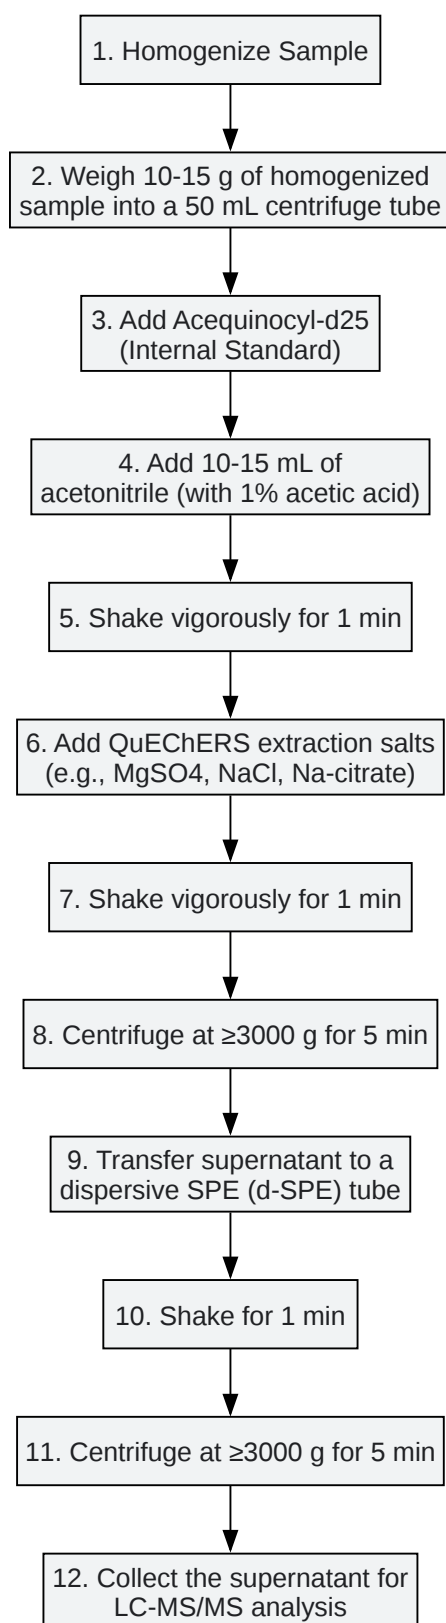 1. Homogenize Sample
2. Weigh 10-15 g of homogenized
sample into a 50 mL centrifuge tube
3. Add Acequinocyl-d25
(Internal Standard)
4. Add 10-15 mL of
acetonitrile (with 1% acetic acid)
5. Shake vigorously for 1 min
6. Add QuEChERS extraction salts
(e.g., MgSO4, NaCl, Na-citrate)
7. Shake vigorously for 1 min
8. Centrifuge at ≥3000 g for 5 min
9. Transfer supernatant to a
dispersive SPE (d-SPE) tube
10. Shake for 1 min
11. Centrifuge at ≥3000 g for 5 min
12. Collect the supernatant for
LC-MS/MS analysis